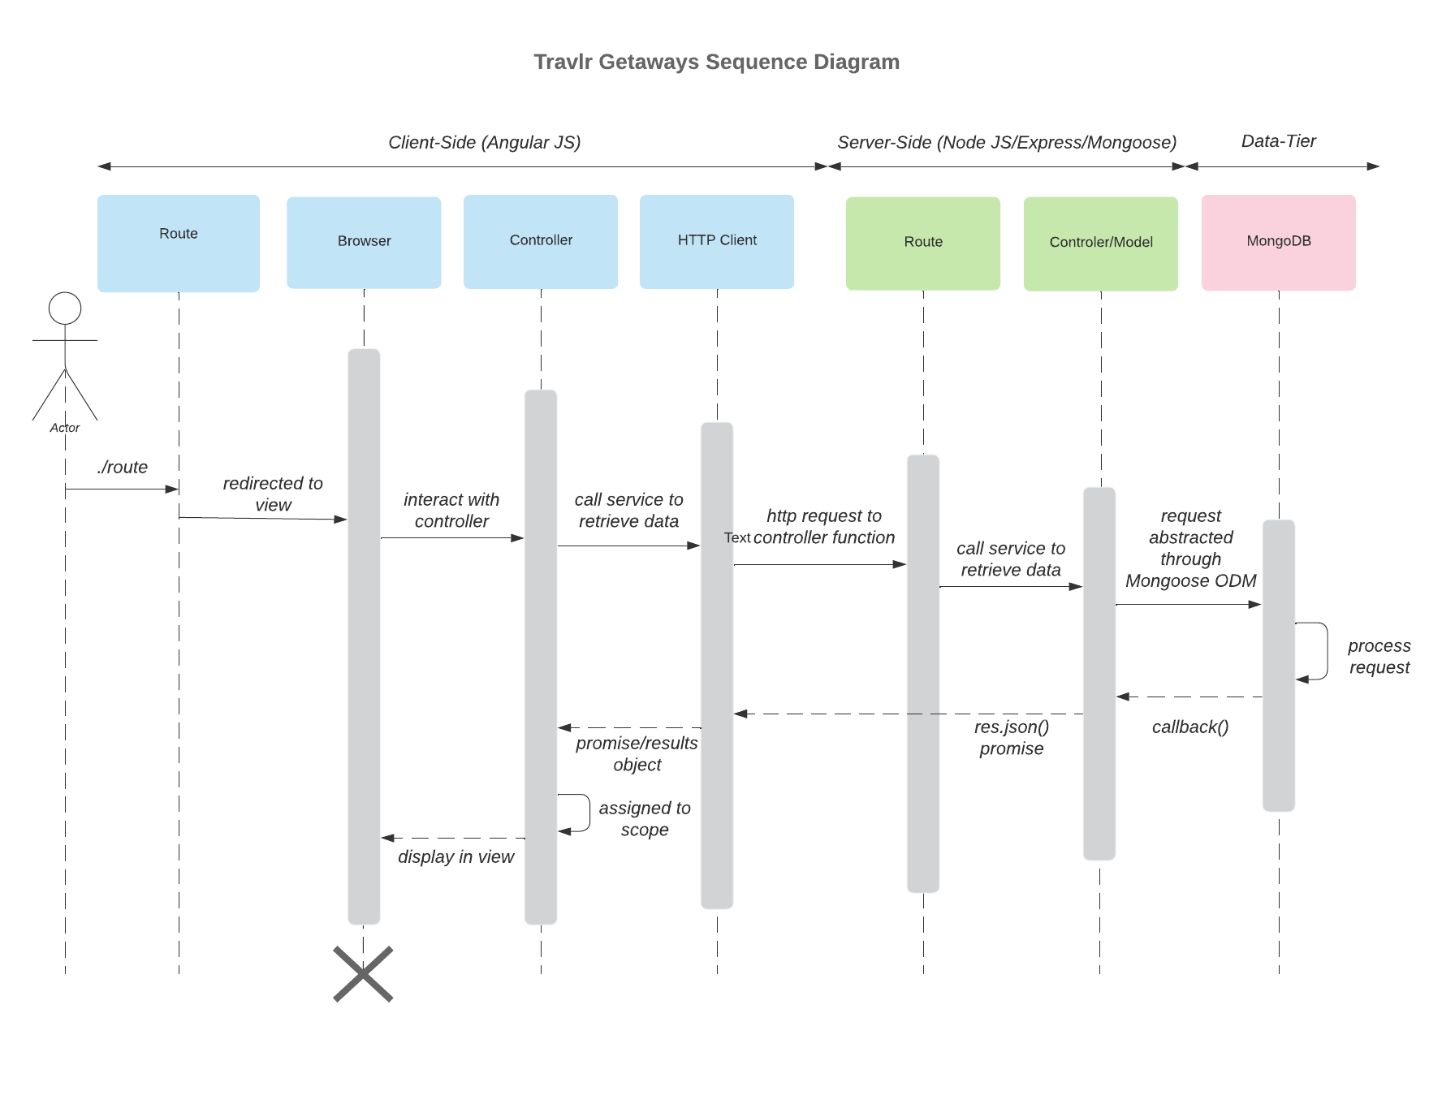 Travlr Getaways Sequence Diagram
Client-Side (Angular JS)
Server-Side (Node JS/Express/Mongoose)
Data-Tier
Route
Browser
Controller
HTTP Client
Route
Controler/Model
MongoDB
Actor
./route
redirected to
view
interact with
controller
call service to
retrieve data
http request to
Text controller function
call service to
retrieve data
request
abstracted
through
Mongoose ODM
process
request
callback()
res.json()
promise
promise/results
object
assigned to
scope
display in view